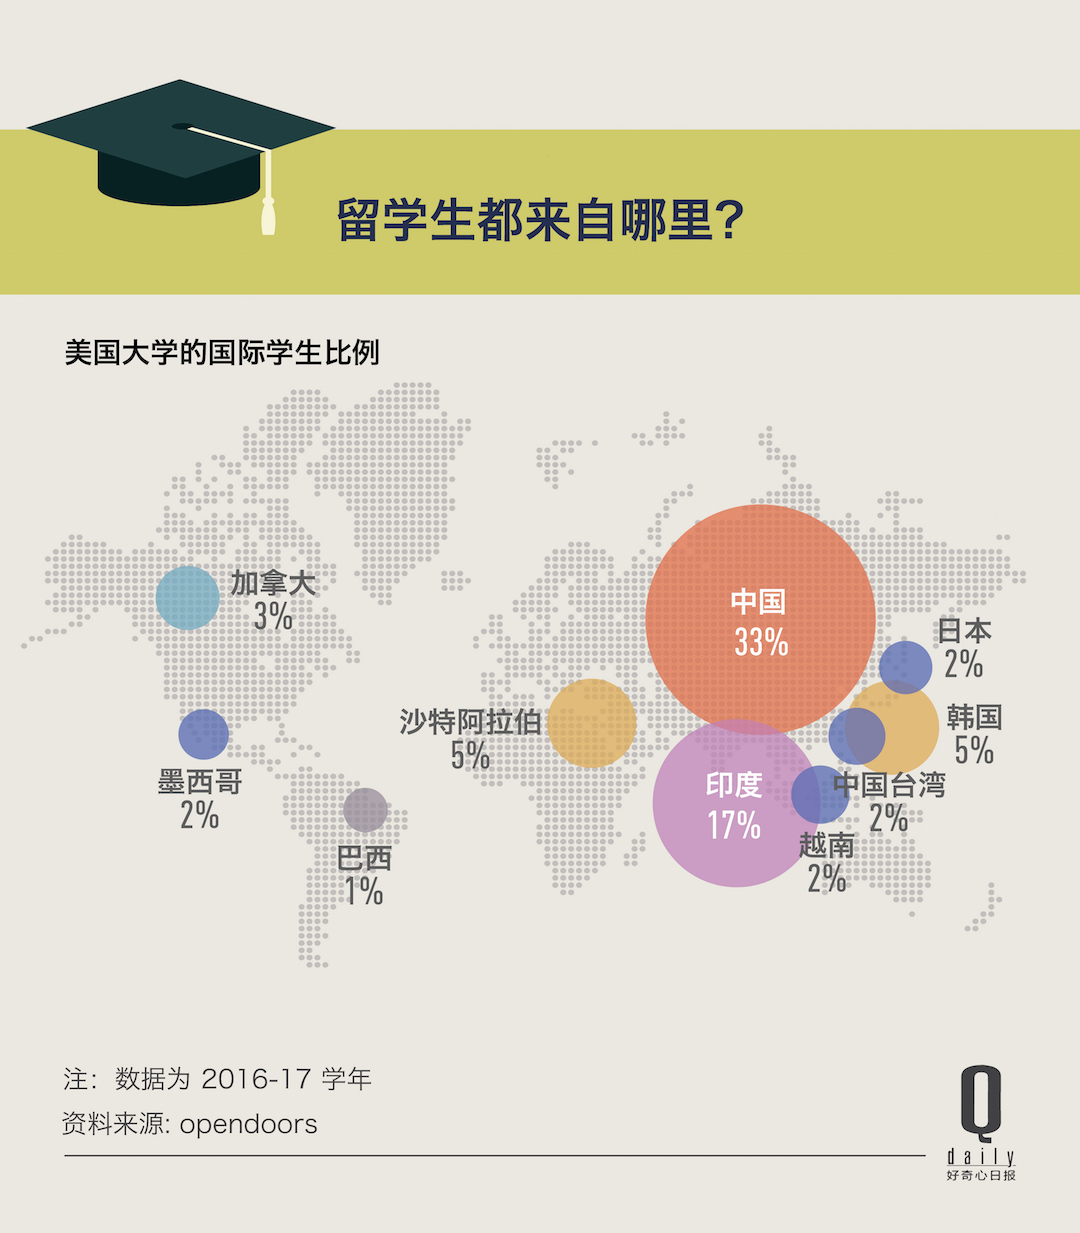 留学生都来自哪里?
美国大学的国际学生比例
加拿大
3%
中国
33%
日本
2%
沙特阿拉伯
5%
韩国
5%
墨西哥
2%
印度
17%
中国台湾
2%
巴西
1%
越南
2%
注：数据为 2016-17 学年
资料来源: opendoors
Q
daily
好奇心日报